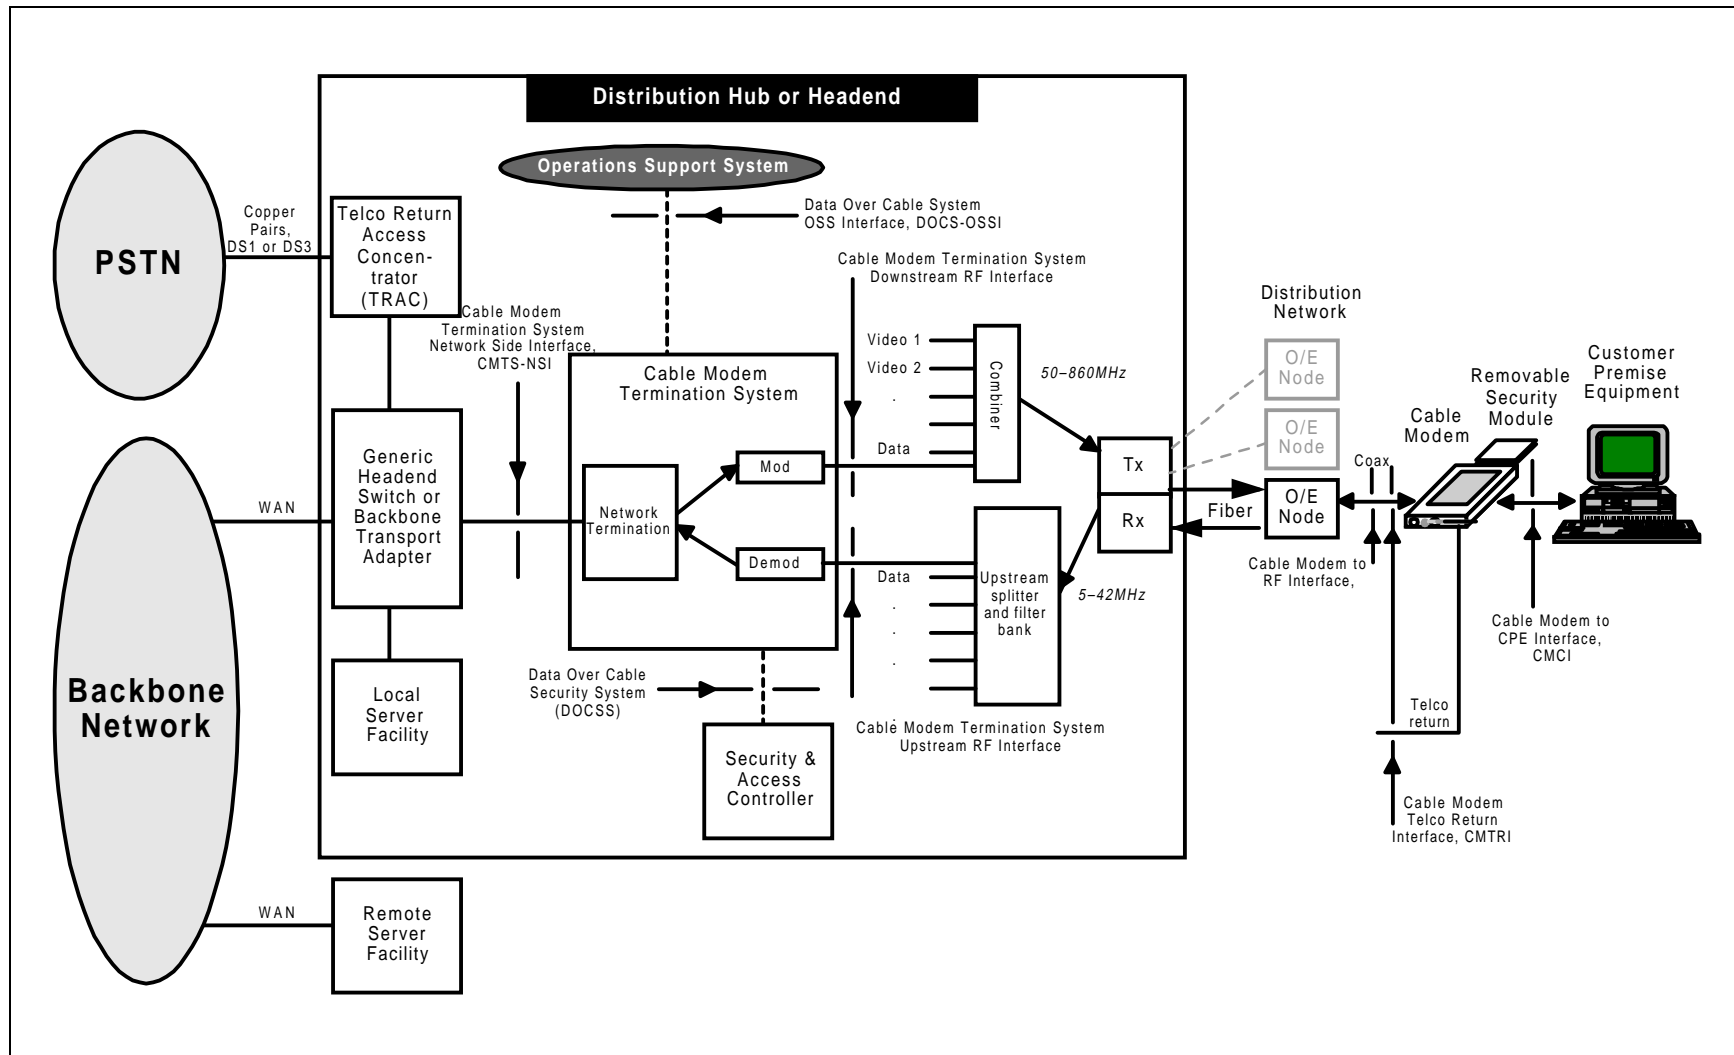 Distribution Hub or Headend
Operations Support System
PSTN
Copper
Pairs,
DS1 or DS3
Telco Return
Access
Concen-
trator
(TRAC)
Data Over Cable System
OSS Interface, DOCS-OSSI
Cable Modem Termination System
Downstream RF Interface
Cable Modem
Termination System
Network Side Interface,
CMTS-NSI
Cable Modem
Termination System
Video 1
Video 2
.
.
Data
Combiner
50–860MHz
Distribution
Network
O/E
Node
O/E
Node
O/E
Node
Cable
Modem
Removable
Security
Module
Customer
Premise
Equipment
Coax
Generic
Headend
Switch or
Backbone
Transport
Adapter
WAN
Network
Termination
Mod
Demod
Tx
Rx
Fiber
Data
.
.
.
.
Upstream
splitter
and filter
bank
5–42MHz
Cable Modem to
RF Interface,
Cable Modem to
CPE Interface,
CMCI
Backbone
Network
Local
Server
Facility
Data Over Cable
Security System
(DOCSS)
Cable Modem Termination System
Upstream RF Interface
Security &
Access
Controller
Telco
return
Cable Modem
Telco Return
Interface, CMTRI
WAN
Remote
Server
Facility